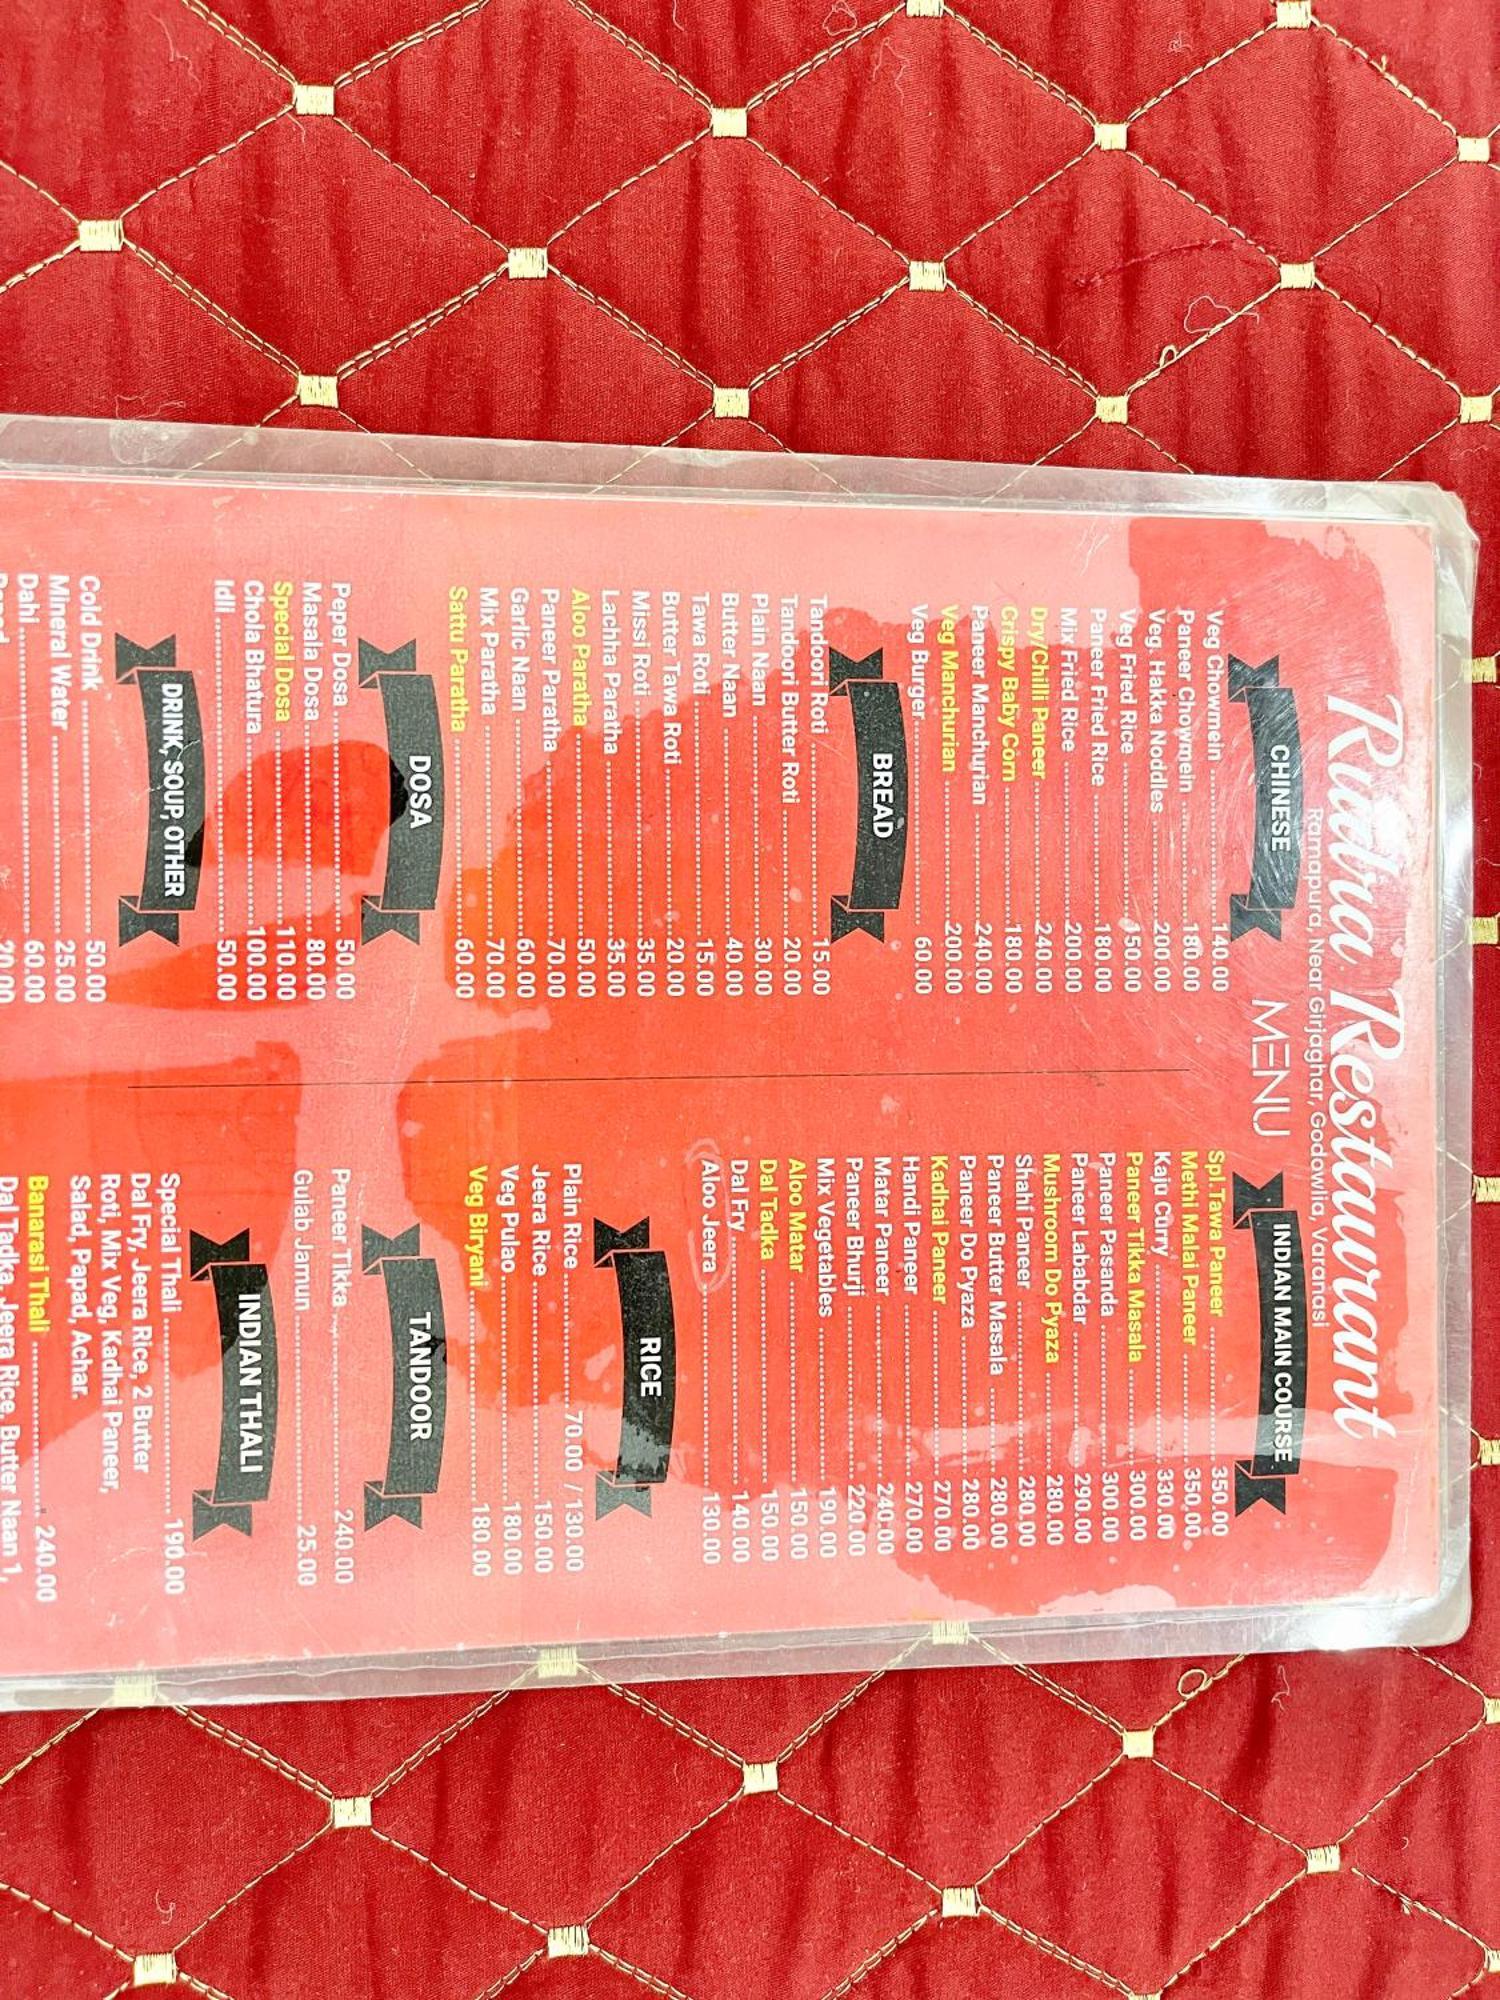 Rudra Restaurant
Ramapura, Near Girjaghar, Godowlia, Varanasi
MENU
CHINESE
Veg Chowmein 140.00
Paneer Chowmein 180.00
Veg. Hakka Noddles 200.00
Veg Fried Rice 150.00
Paneer Fried Rice 180.00
Mix Fried Rice 200.00
Dry/Chilli Paneer 240.00
Crispy Baby Corn 180.00
Paneer Manchurian 240.00
Veg Manchurian 200.00
Veg Burger 60.00
BREAD
Tandoori Roti 15.00
Tandoori Butter Roti 20.00
Plain Naan 30.00
Butter Naan 40.00
Tawa Roti 15.00
Butter Tawa Roti 20.00
Missi Roti 35.00
Lachha Paratha 35.00
Aloo Paratha 50.00
Paneer Paratha 70.00
Garlic Naan 60.00
Mix Paratha 70.00
Sattu Paratha 60.00
DOSA
Peper Dosa 50.00
Masala Dosa 80.00
Special Dosa 110.00
Chola Bhatura 100.00
Idli 50.00
DRINK, SOUP, OTHER
Cold Drink 50.00
Mineral Water 25.00
Dahi 60.00
INDIAN MAIN COURSE
Spl. Tawa Paneer 350.00
Methi Malai Paneer 350.00
Kaju Curry 330.00
Paneer Tikka Masala 300.00
Paneer Pasanda 300.00
Paneer Lababdar 290.00
Mushroom Do Pyaza 280.00
Shahi Paneer 280.00
Paneer Butter Masala 280.00
Paneer Do Pyaza 280.00
Kadhai Paneer 270.00
Handi Paneer 270.00
Matar Paneer 240.00
Paneer Bhurji 220.00
Mix Vegetables 190.00
Aloo Matar 150.00
Dal Tadka 150.00
Dal Fry 140.00
Aloo Jeera 130.00
RICE
Plain Rice 70.00 / 130.00
Jeera Rice 150.00
Veg Pulao 180.00
Veg Biryani 180.00
TANDOOR
Paneer Tikka 240.00
Gulab Jamun 25.00
INDIAN THALI
Special Thali 190.00
Dal Fry, Jeera Rice, 2 Butter
Roti, Mix Veg, Kadhai Paneer,
Salad, Papad, Achar.
Banarasi Thali 240.00
Dal Tadka, Jeera Rice, Butter Naan 1,